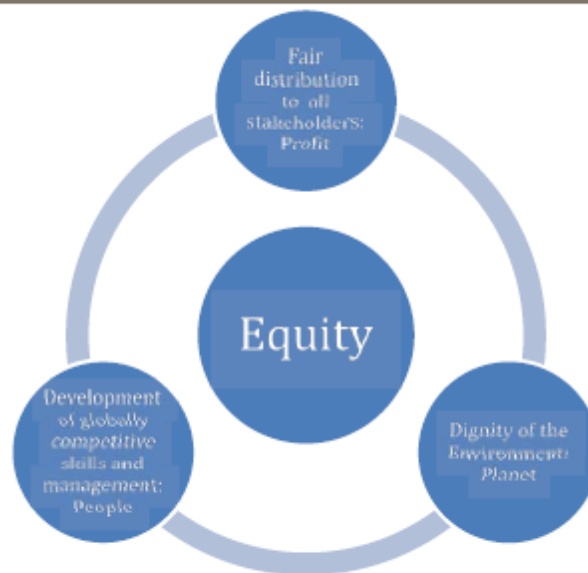 Fair
distribution
to all
stakeholders:
Profit
Equity
Development
of globally
competitive
skills and
management:
People
Dignity of the
Environment:
Planet